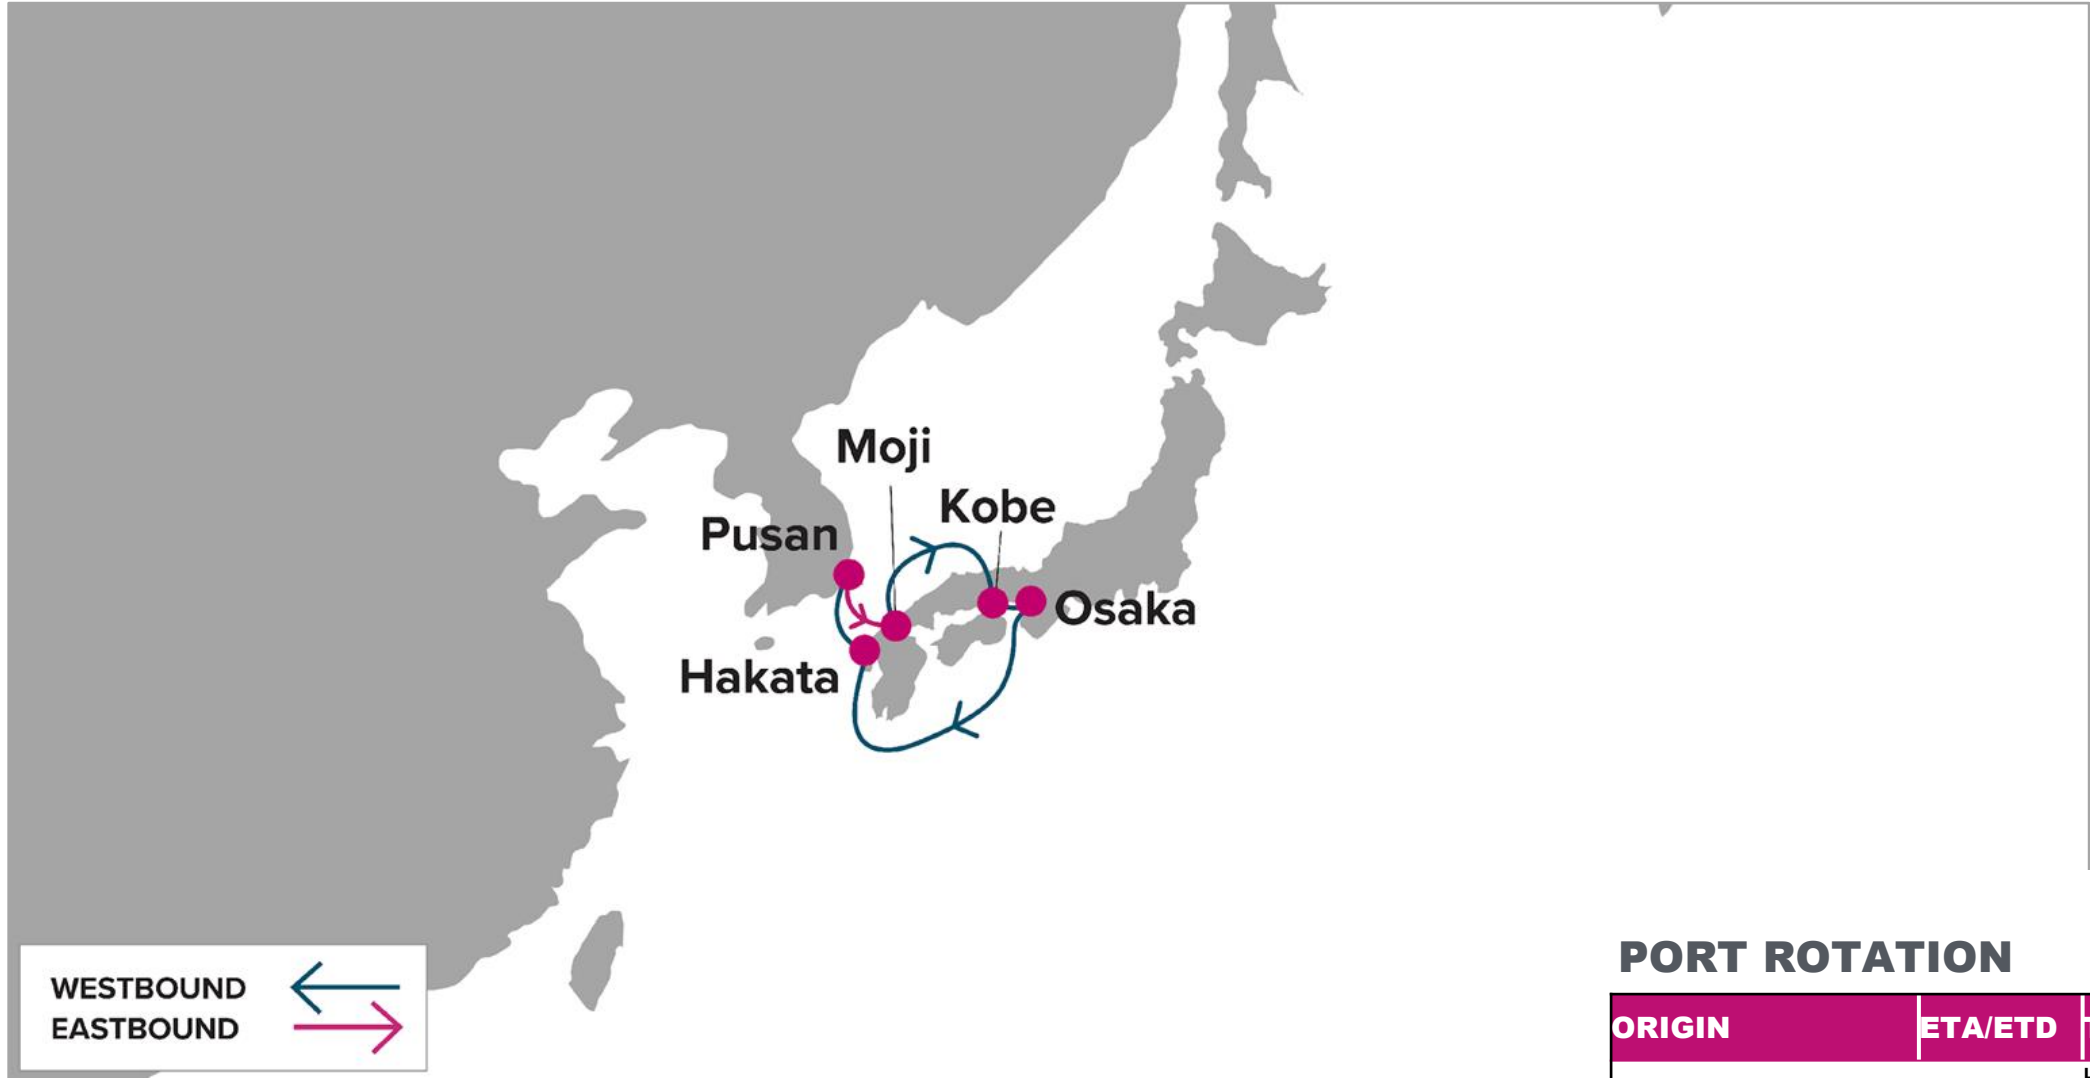 Moji
Kobe
Pusan
Osaka
Hakata
WESTBOUND
EASTBOUND
PORT ROTATION
ORIGIN ETA/ETD